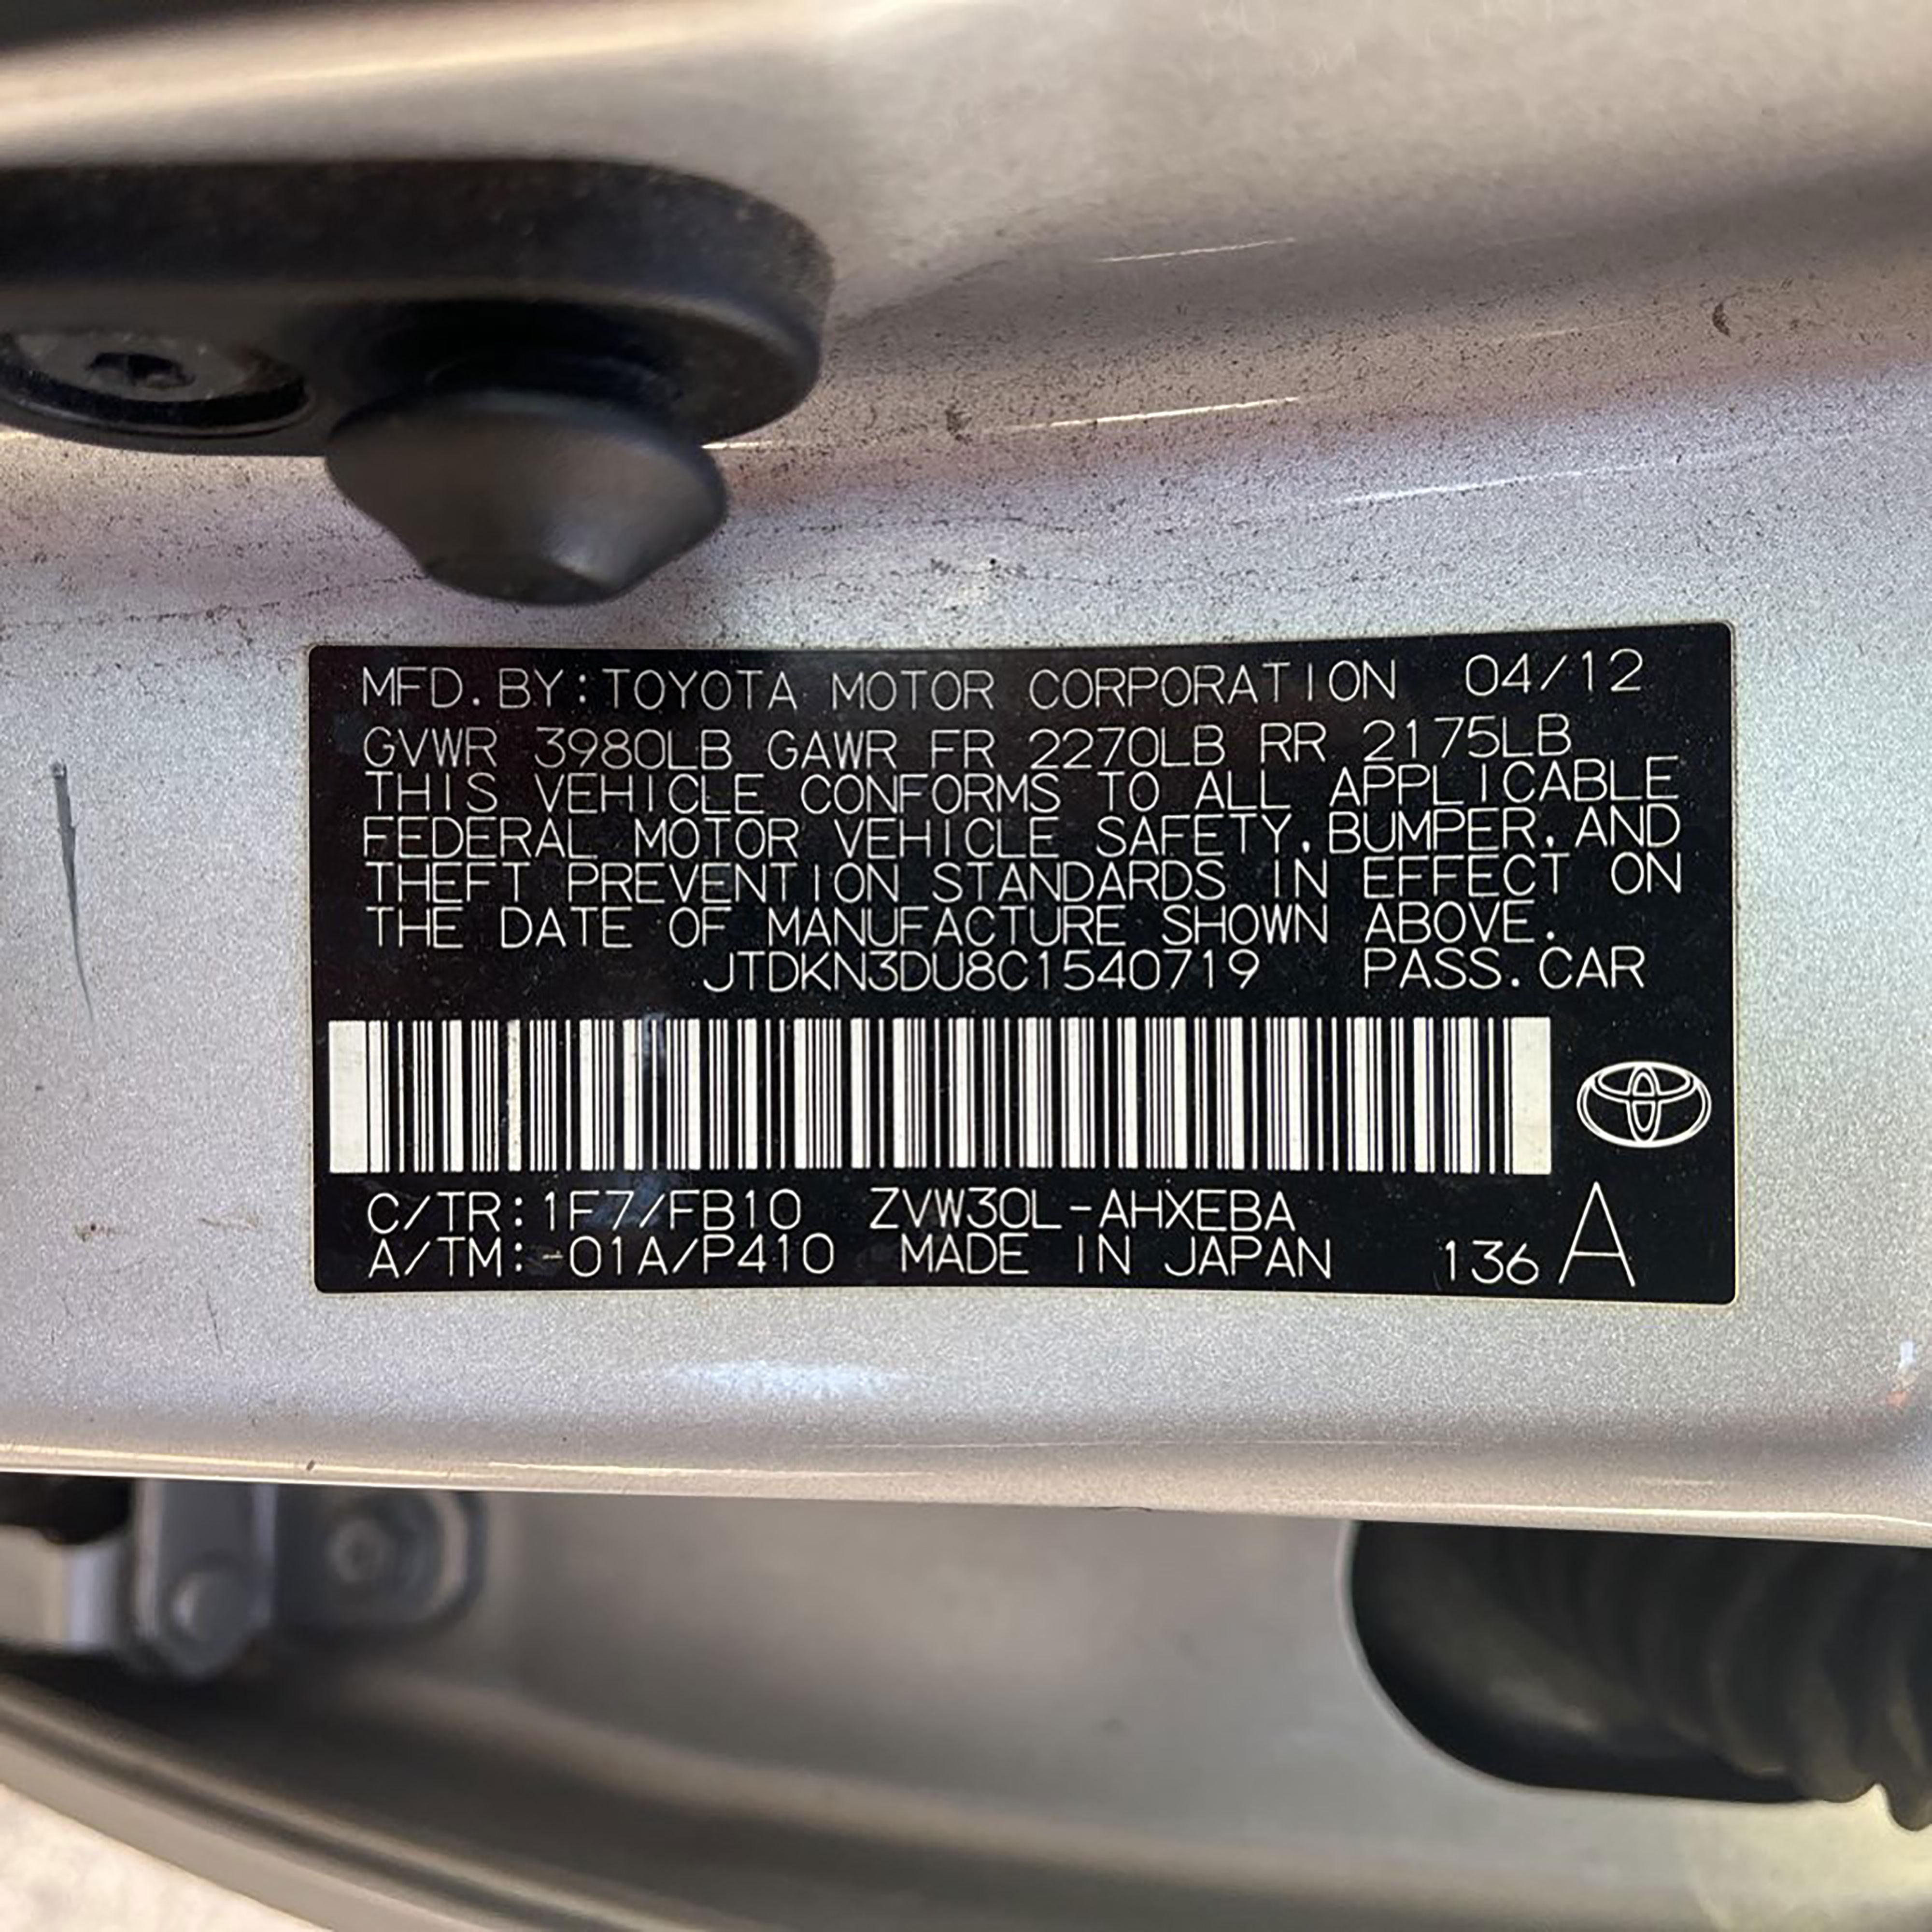 MFD.BY:TOYOTA MOTOR CORPORATION 04/12
GVWR 3980LB GAWR FR 2270LB RR 2175LB
THIS VEHICLE CONFORMS TO ALL APPLICABLE
FEDERAL MOTOR VEHICLE SAFETY,BUMPER,AND
THEFT PREVENTION STANDARDS IN EFFECT ON
THE DATE OF MANUFACTURE SHOWN ABOVE.
JTDKN3DU8C1540719 PASS.CAR
C/TR:1F7/FB10 ZVW30L-AHXEBA
A/TM:-01A/P410 MADE IN JAPAN 136 A